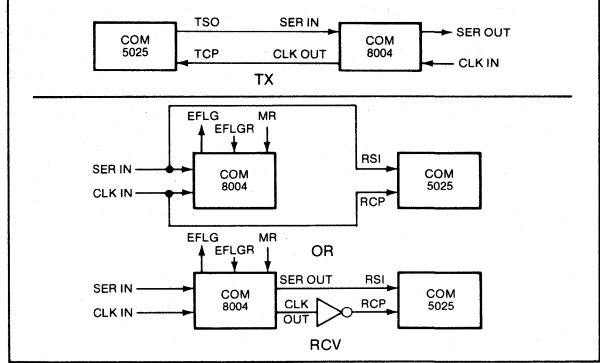 TSO SER IN
COM 5025
COM 8004
SER OUT
TCP CLK OUT
CLK IN
TX
EFLG
EFLGR
MR
SER IN
CLK IN
COM 8004
RSI
RCP
COM 5025
OR
EFLG
EFLGR
MR
SER IN
CLK IN
COM 8004
SER OUT
RSI
CLK OUT
RCP
COM 5025
RCV